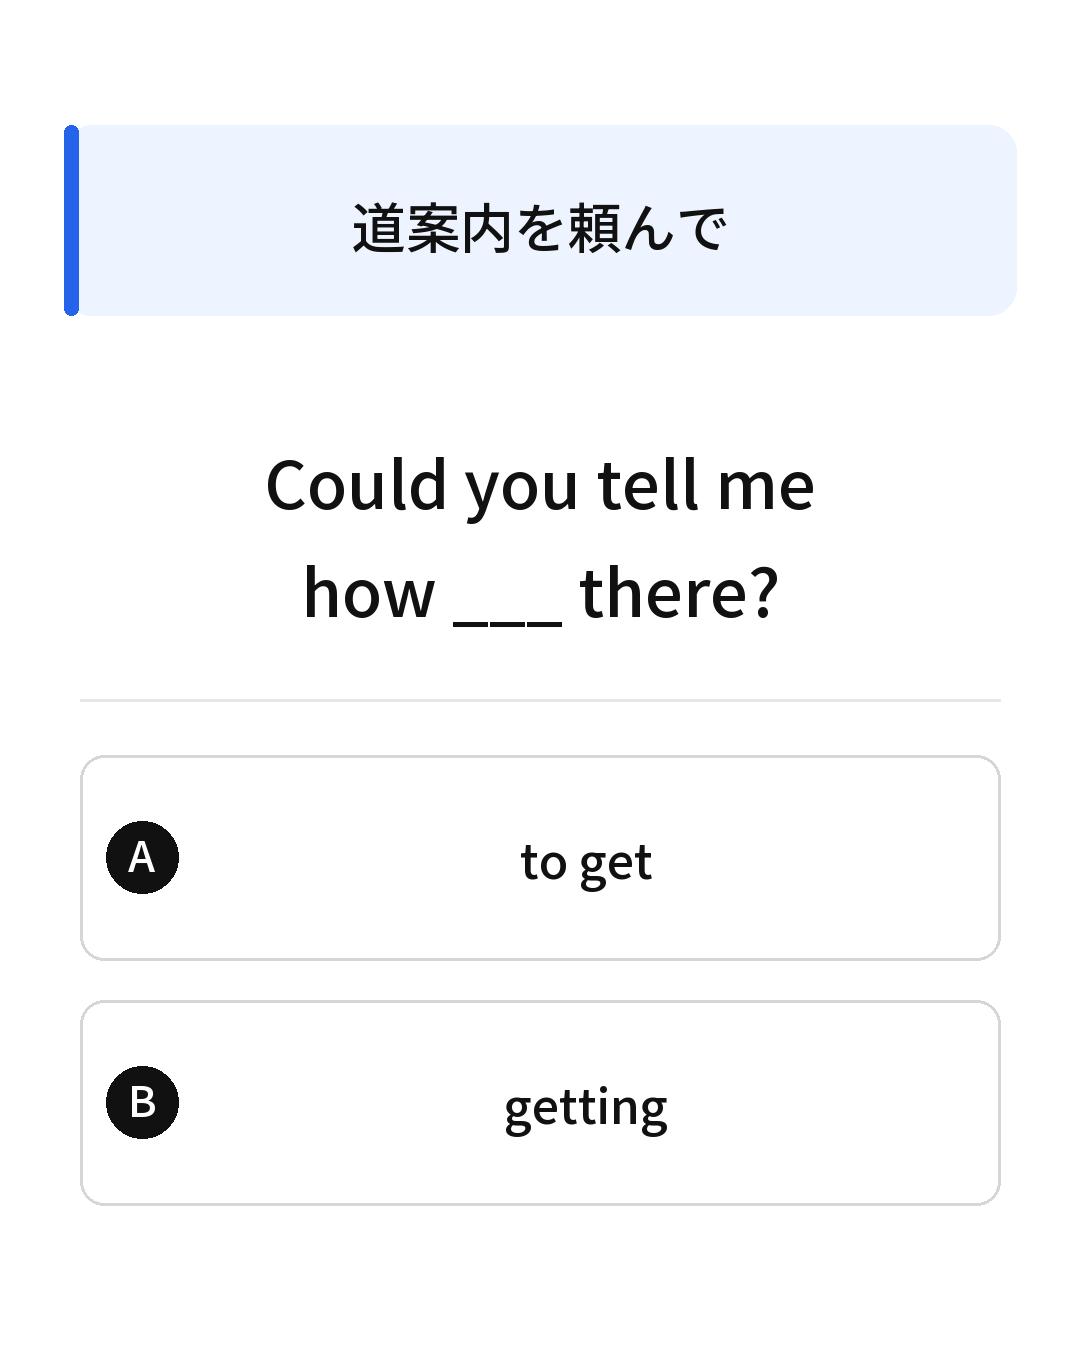 道案内を頼んで
Could you tell me
how ___ there?
A to get
B getting